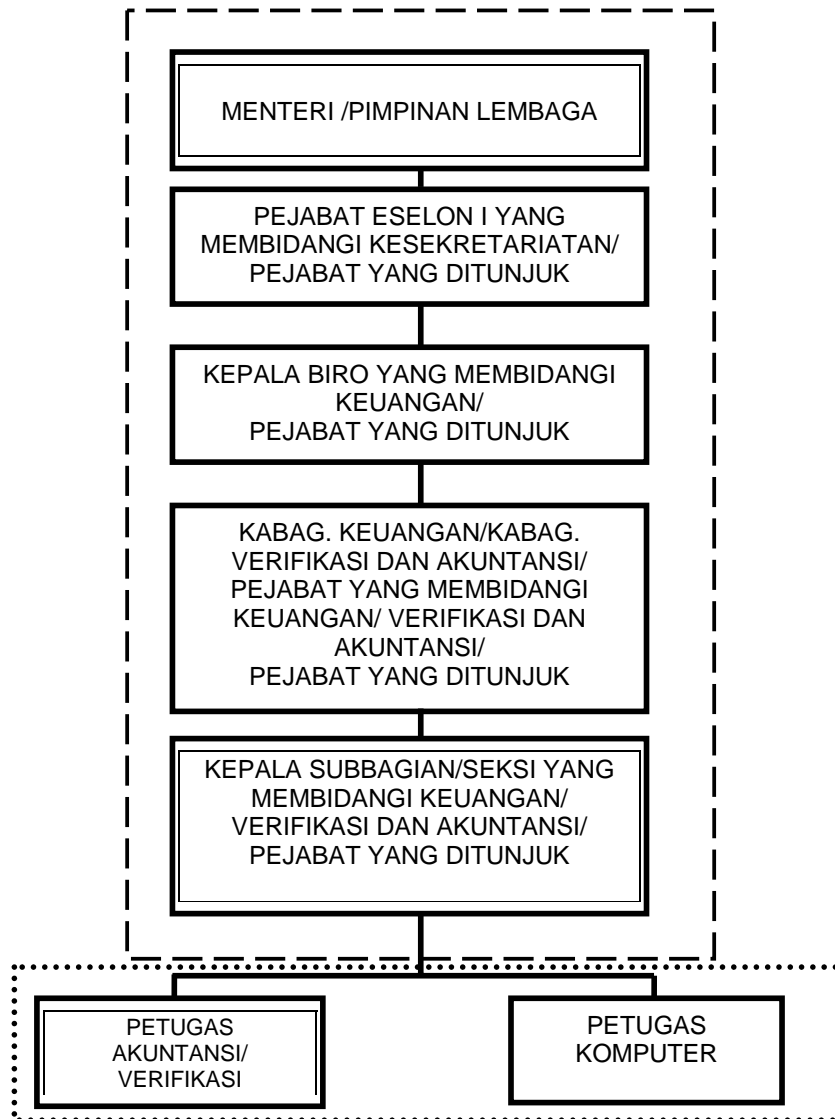 MENTERI /PIMPINAN LEMBAGA
PEJABAT ESELON I YANG
MEMBIDANGI KESEKRETARIATAN/
PEJABAT YANG DITUNJUK
KEPALA BIRO YANG MEMBIDANGI
KEUANGAN/
PEJABAT YANG DITUNJUK
KABAG. KEUANGAN/KABAG.
VERIFIKASI DAN AKUNTANSI/
PEJABAT YANG MEMBIDANGI
KEUANGAN/ VERIFIKASI DAN
AKUNTANSI/
PEJABAT YANG DITUNJUK
KEPALA SUBBAGIAN/SEKSI YANG
MEMBIDANGI KEUANGAN/
VERIFIKASI DAN AKUNTANSI/
PEJABAT YANG DITUNJUK
PETUGAS
AKUNTANSI/
VERIFIKASI
PETUGAS
KOMPUTER